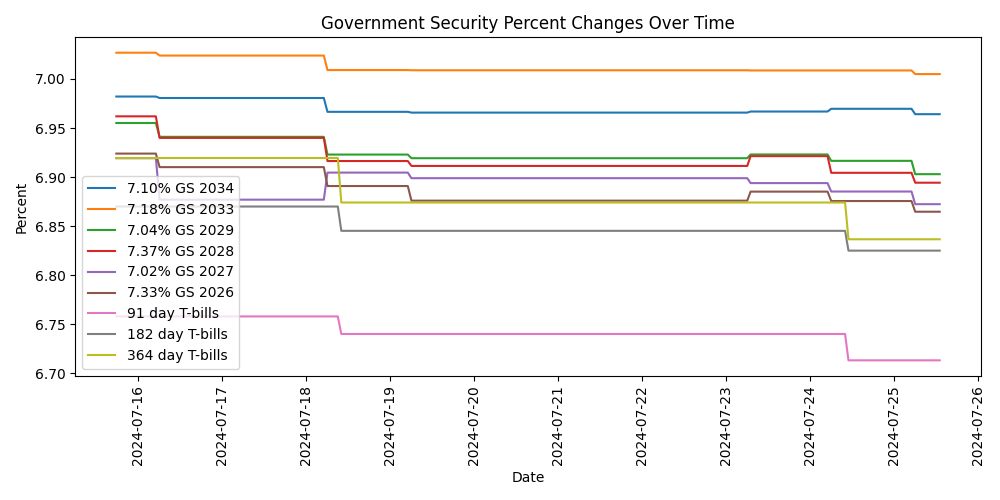 Government Security Percent Changes Over Time
Percent
7.00
6.95
6.90
6.85
6.80
6.75
6.70
7.10% GS 2034
7.18% GS 2033
7.04% GS 2029
7.37% GS 2028
7.02% GS 2027
7.33% GS 2026
91 day T-bills
182 day T-bills
364 day T-bills
2024-07-16
2024-07-17
2024-07-18
2024-07-19
2024-07-20
2024-07-21
2024-07-22
2024-07-23
2024-07-24
2024-07-25
2024-07-26
Date